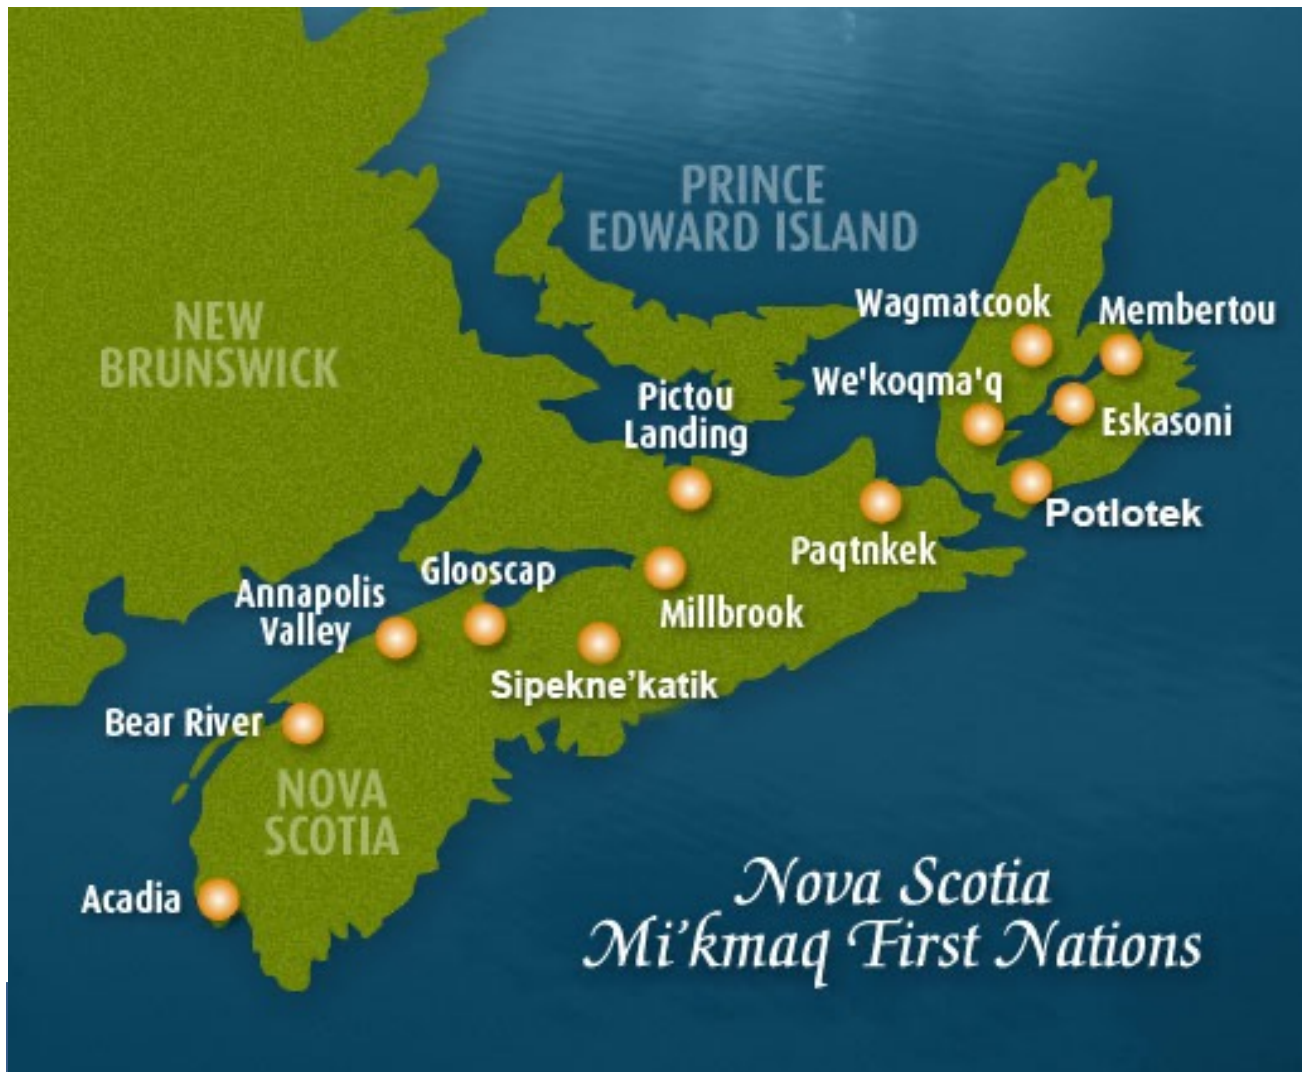 PRINCE
EDWARD ISLAND
NEW
BRUNSWICK
Wagmatcook
Membertou
We'koqma'q
Eskasoni
Pictou
Landing
Potlotek
Paqtnkek
Glooscap
Annapolis
Valley
Millbrook
Sipekne’katik
Bear River
NOVA
SCOTIA
Acadia
Nova Scotia
Mi’kmaq First Nations